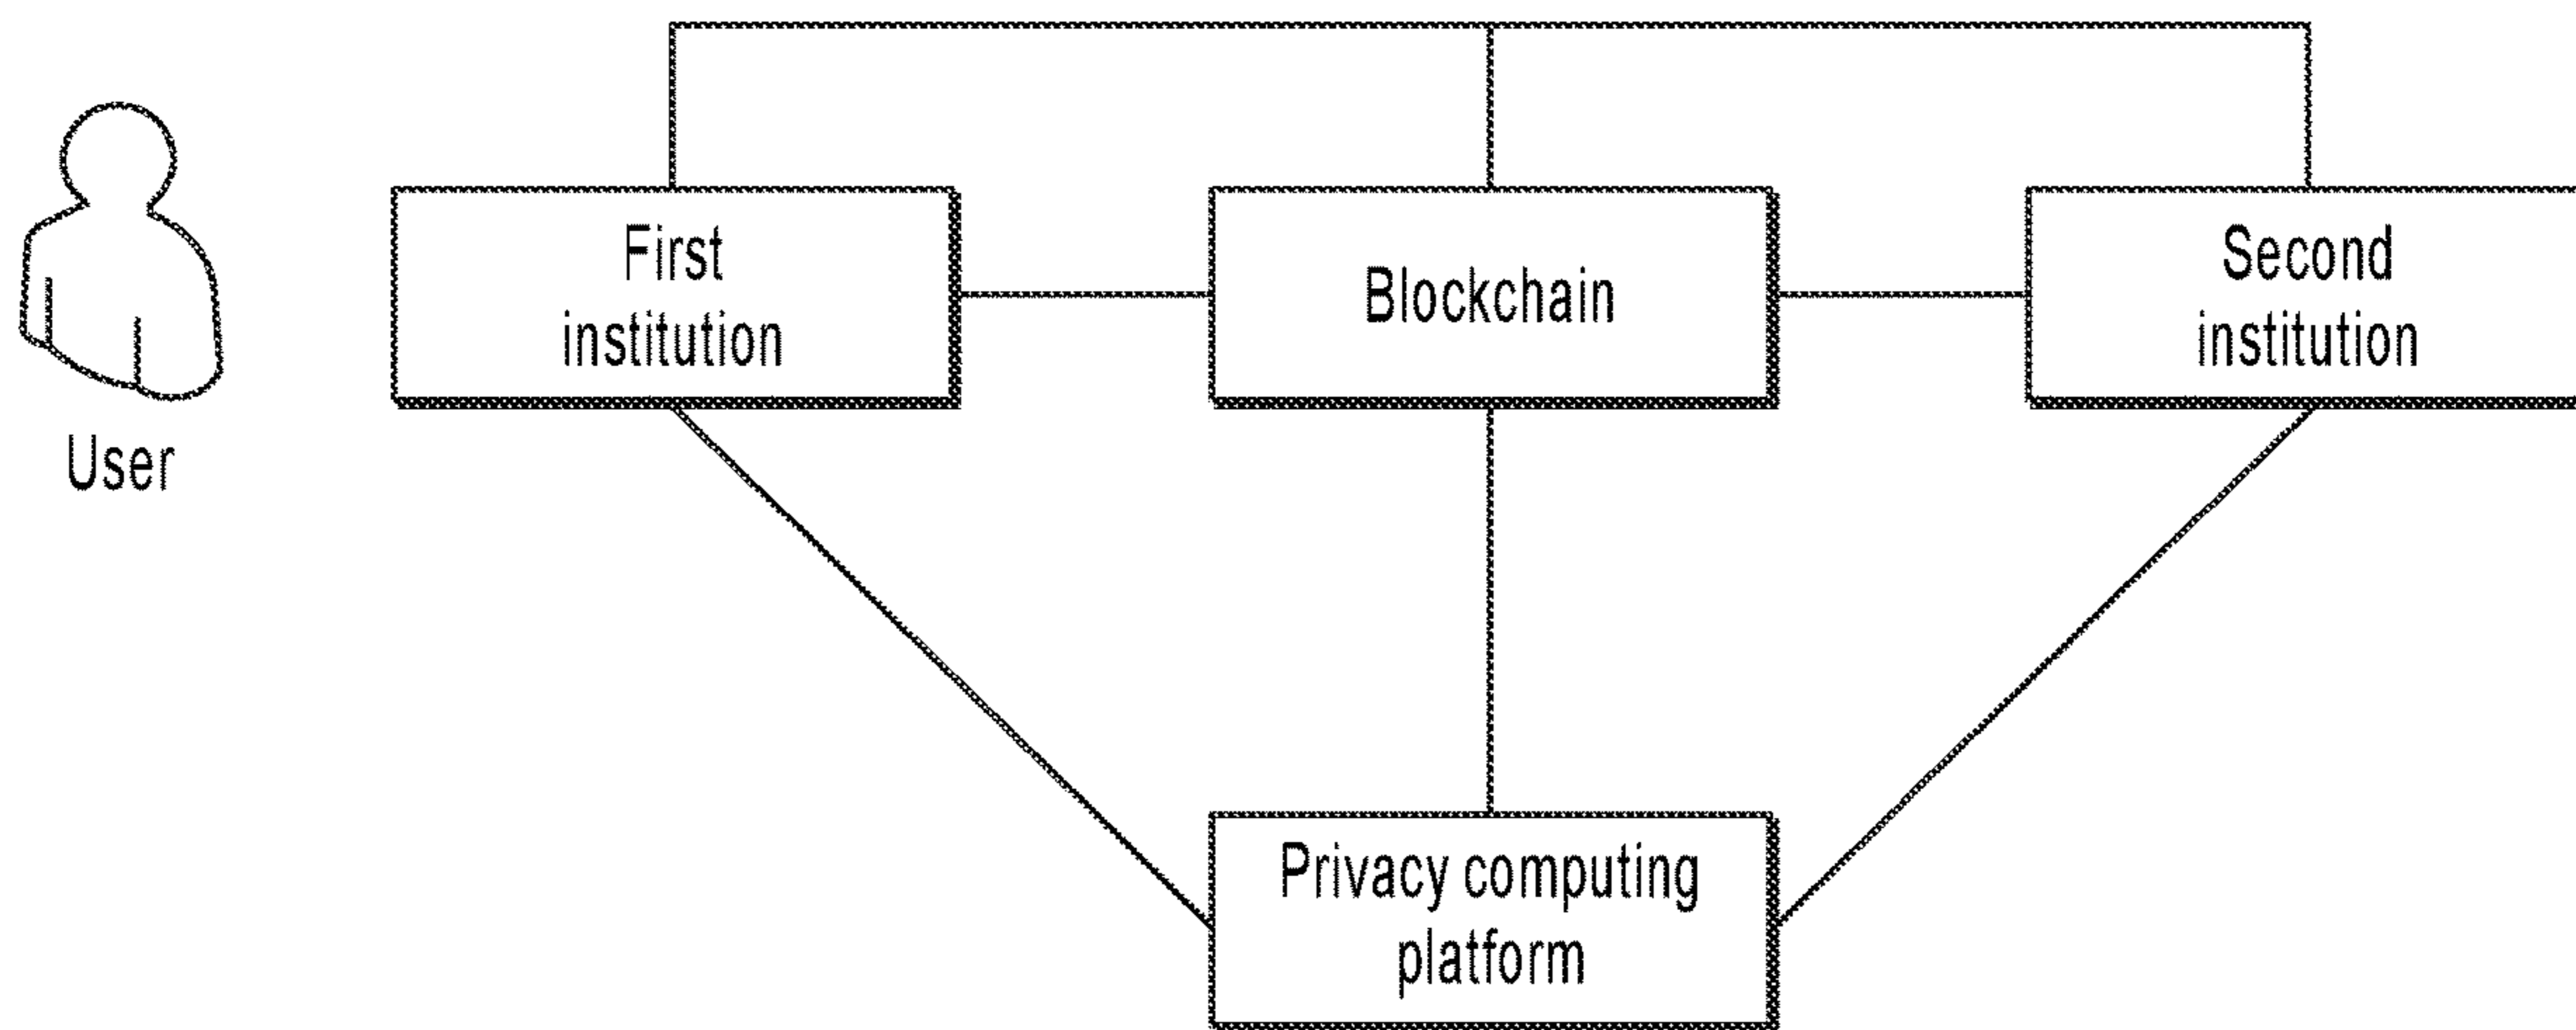 First
institution
Blockchain
Second
institution
User
Privacy computing
platform